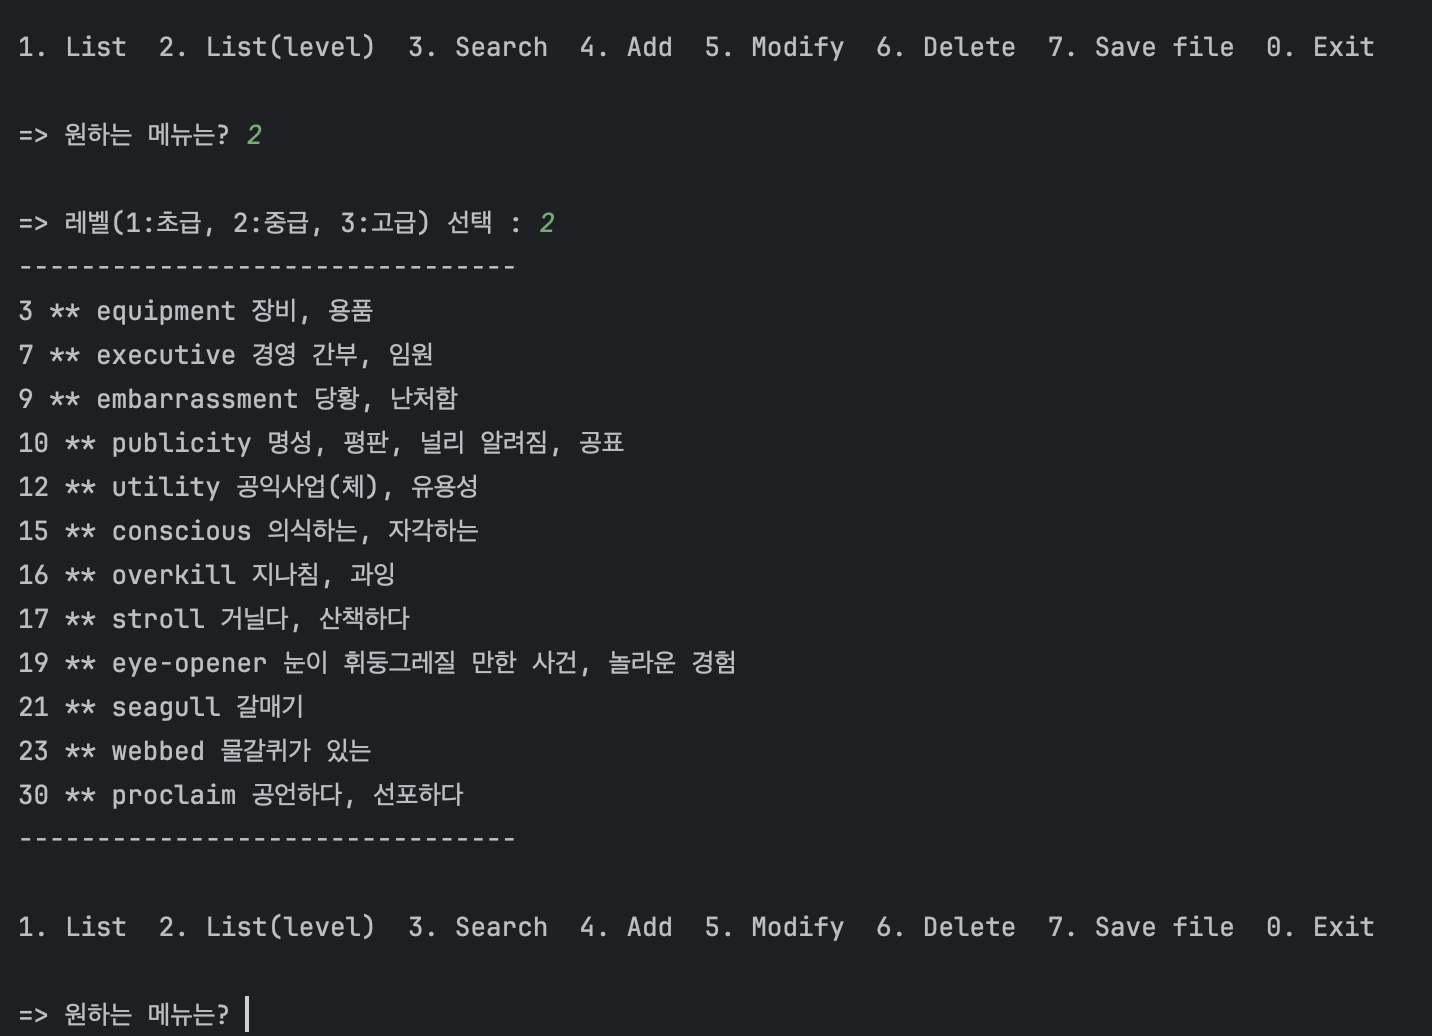 1. List  2. List(level)  3. Search  4. Add  5. Modify  6. Delete  7. Save file  0. Exit
=> 원하는 메뉴는? 2
=> 레벨(1:초급, 2:중급, 3:고급) 선택 : 2
--------------------------------
3 ** equipment 장비, 용품
7 ** executive 경영 간부, 임원
9 ** embarrassment 당황, 난처함
10 ** publicity 명성, 평판, 널리 알려짐, 공표
12 ** utility 공익사업(체), 유용성
15 ** conscious 의식하는, 자각하는
16 ** overkill 지나침, 과잉
17 ** stroll 거닐다, 산책하다
19 ** eye-opener 눈이 휘둥그레질 만한 사건, 놀라운 경험
21 ** seagull 갈매기
23 ** webbed 물갈퀴가 있는
30 ** proclaim 공언하다, 선포하다
--------------------------------
1. List  2. List(level)  3. Search  4. Add  5. Modify  6. Delete  7. Save file  0. Exit
=> 원하는 메뉴는?